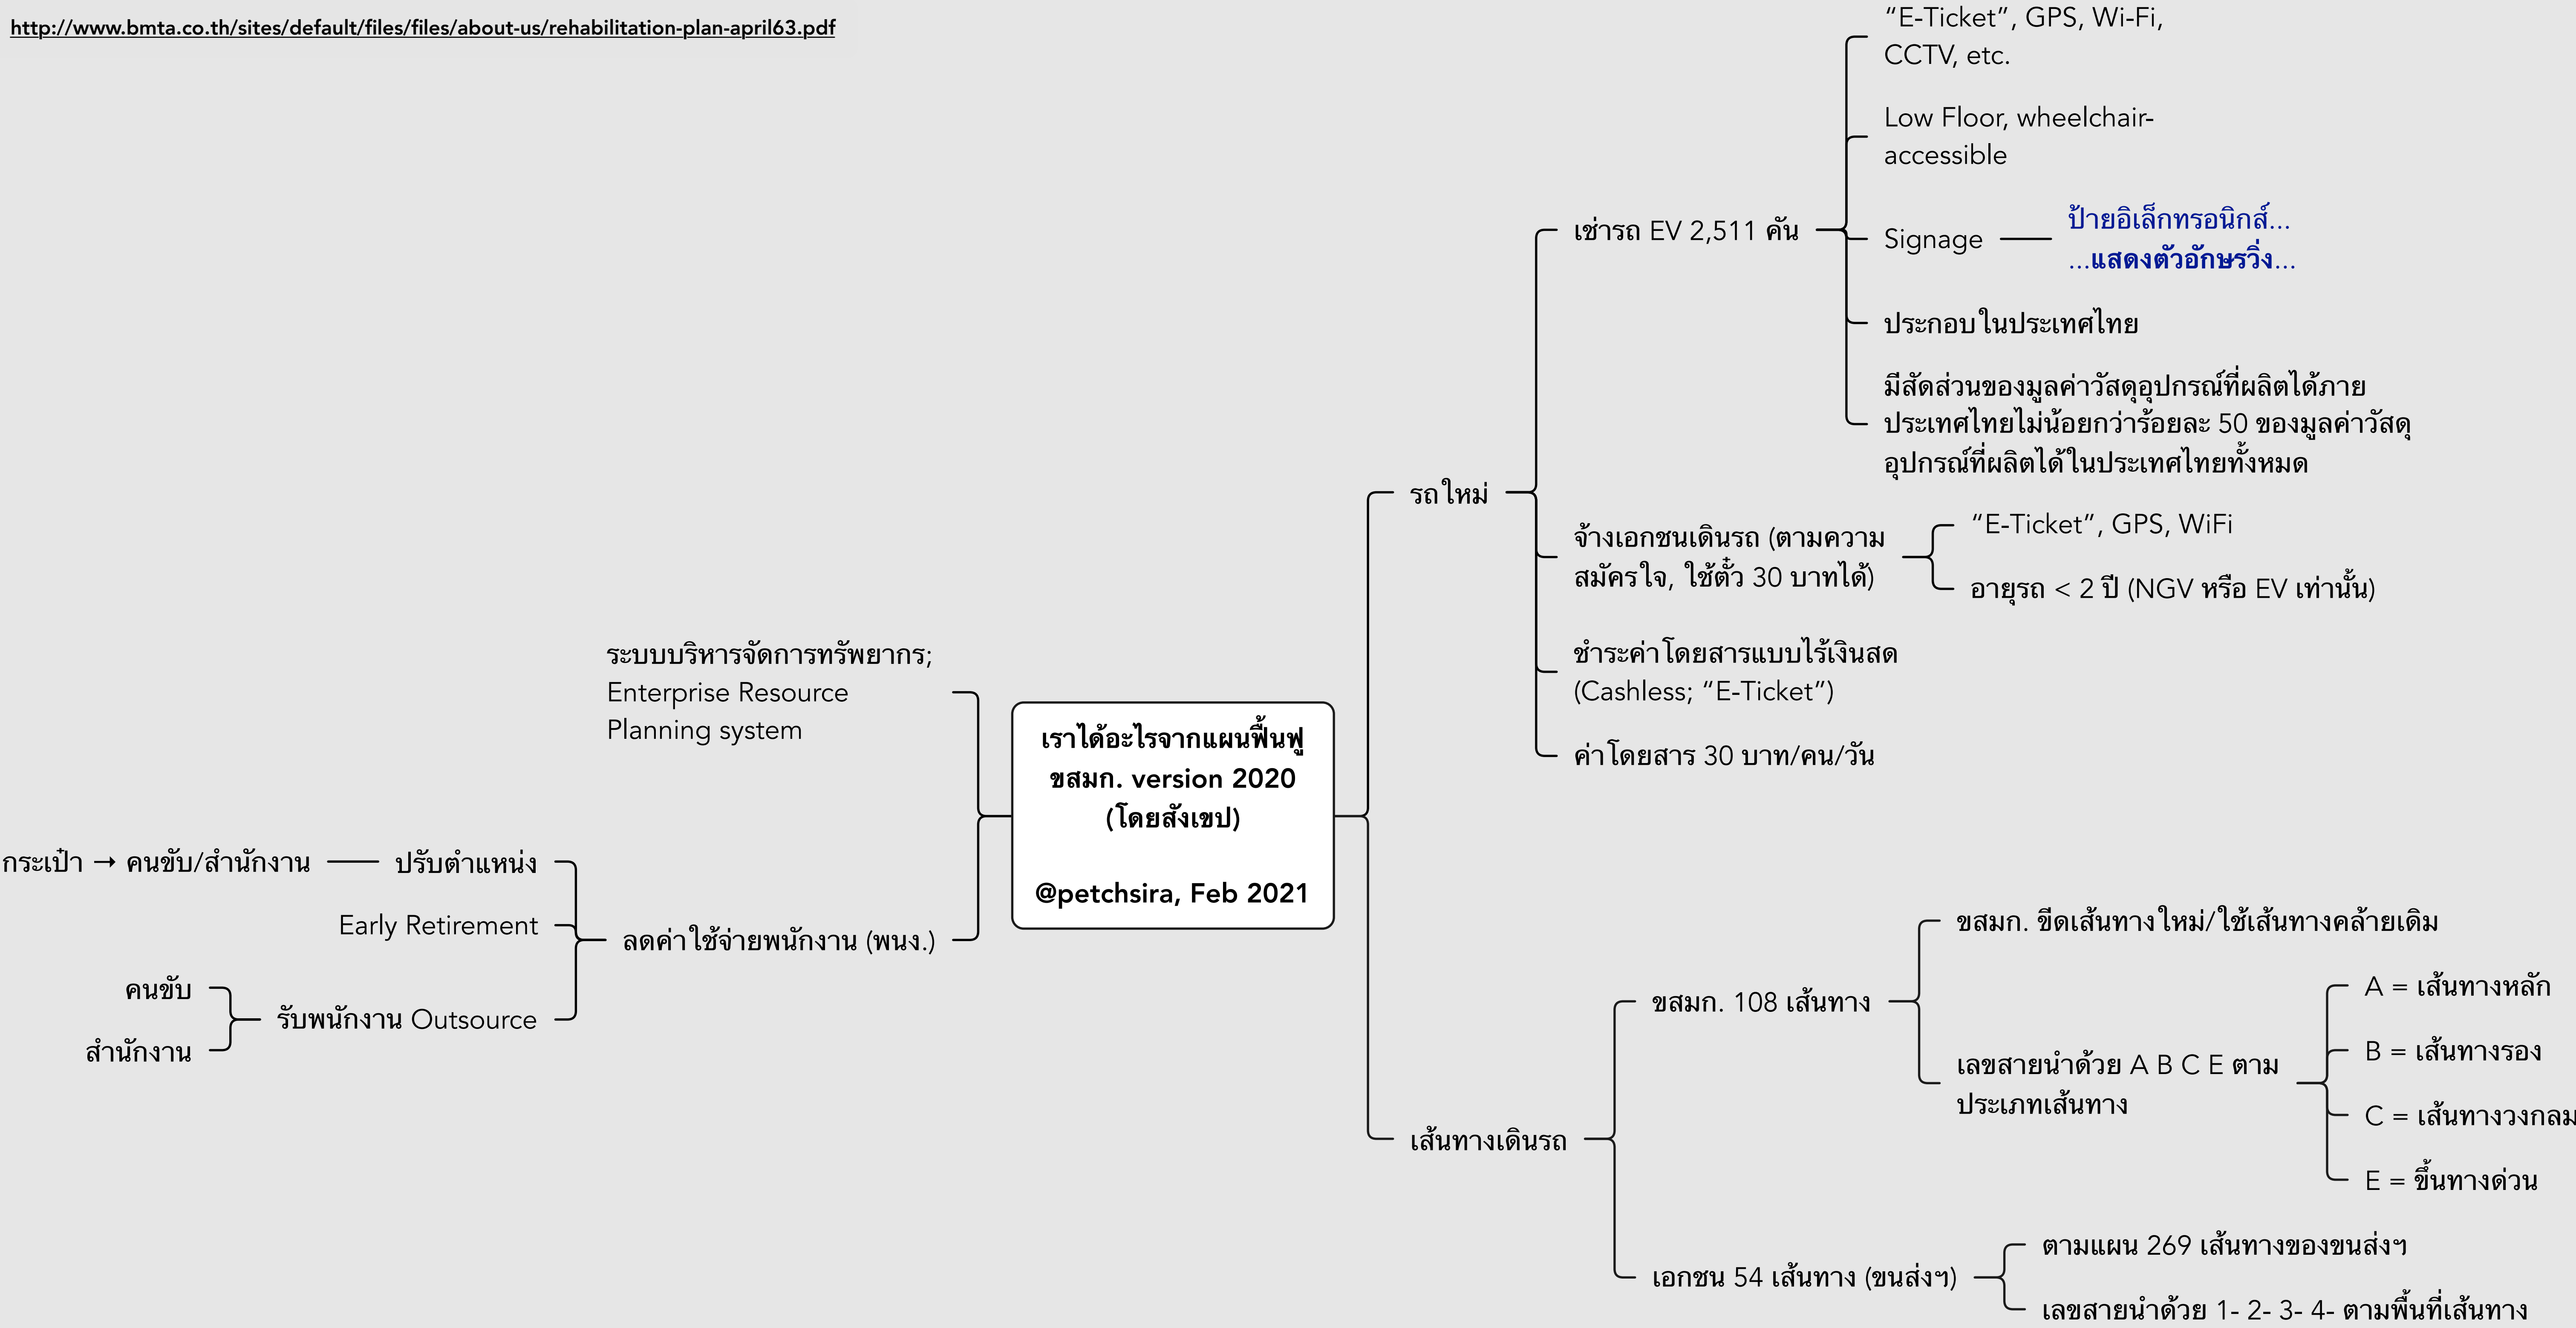 http://www.bmta.co.th/sites/default/files/files/about-us/rehabilitation-plan-april63.pdf
เราได้อะไรจากแผนฟื้นฟู
ขสมก. version 2020
(โดยสังเขป)
@petchsira, Feb 2021
รถใหม่
เช่ารถ EV 2,511 คัน
“E-Ticket”, GPS, Wi-Fi,
CCTV, etc.
Low Floor, wheelchair-
accessible
Signage
ป้ายอิเล็กทรอนิกส์...
...แสดงตัวอักษรวิ่ง...
ประกอบในประเทศไทย
มีสัดส่วนของมูลค่าวัสดุอุปกรณ์ที่ผลิตได้ภาย
ประเทศไทยไม่น้อยกว่าร้อยละ 50 ของมูลค่าวัสดุ
อุปกรณ์ที่ผลิตได้ในประเทศไทยทั้งหมด
จ้างเอกชนเดินรถ (ตามความ
สมัครใจ, ใช้ตั๋ว 30 บาทได้)
“E-Ticket”, GPS, WiFi
อายุรถ < 2 ปี (NGV หรือ EV เท่านั้น)
ชำระค่าโดยสารแบบไร้เงินสด
(Cashless; “E-Ticket”)
ค่าโดยสาร 30 บาท/คน/วัน
เส้นทางเดินรถ
ขสมก. 108 เส้นทาง
ขสมก. ขีดเส้นทางใหม่/ใช้เส้นทางคล้ายเดิม
เลขสายนำด้วย A B C E ตาม
ประเภทเส้นทาง
A = เส้นทางหลัก
B = เส้นทางรอง
C = เส้นทางวงกลม
E = ขึ้นทางด่วน
เอกชน 54 เส้นทาง (ขนส่งฯ)
ตามแผน 269 เส้นทางของขนส่งฯ
เลขสายนำด้วย 1- 2- 3- 4- ตามพื้นที่เส้นทาง
ระบบบริหารจัดการทรัพยากร;
Enterprise Resource
Planning system
ลดค่าใช้จ่ายพนักงาน (พนง.)
ปรับตำแหน่ง
กระเป๋า → คนขับ/สำนักงาน
Early Retirement
รับพนักงาน Outsource
คนขับ
สำนักงาน